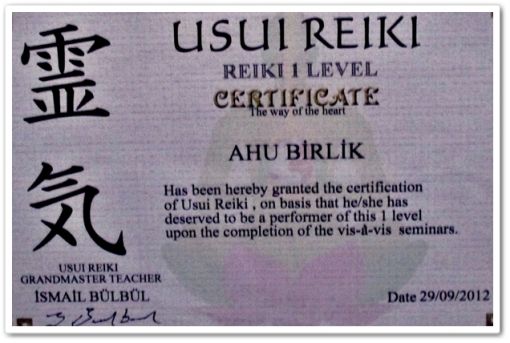 霊気
USUI REIKI
REIKI 1 LEVEL
CERTIFICATE
The way of the heart
AHU BİRLİK
Has been hereby granted the certification
of Usui Reiki , on basis that he/she has
deserved to be a performer of this 1 level
upon the completion of the vis-â-vis seminars.
USUI REIKI
GRANDMASTER TEACHER
İSMAİL BÜLBÜL
Date 29/09/2012